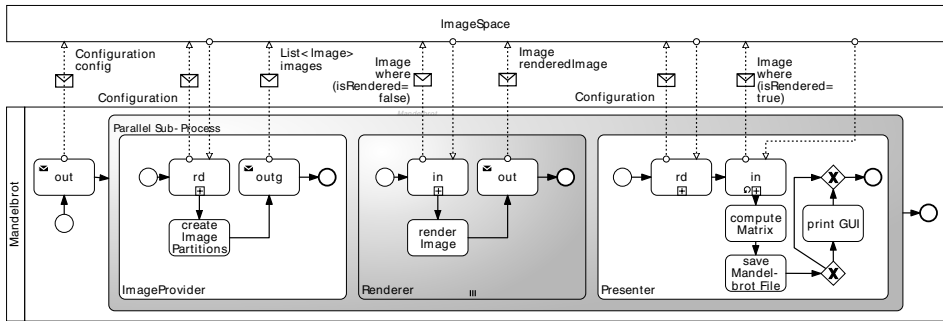 ImageSpace
Configuration
config
Configuration
List<Image>
images
Image
where
(isRendered=
false)
Image
renderedImage
Configuration
Image
where
(isRendered=
true)
Mandelbrot
Mandelbrot
Parallel Sub-Process
out
rd
outg
in
out
rd
in
create
Image
Partitions
render
Image
compute
Matrix
print GUI
save
Mandel-
brot File
ImageProvider
Renderer
Presenter